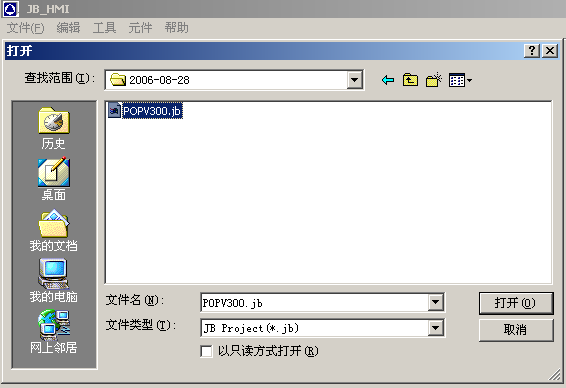 JB_HMI
文件(F) 编辑 工具 元件 帮助
打开
查找范围(I): 2006-08-28
POPV300.jb
历史
桌面
我的文档
我的电脑
网上邻居
文件名(N): POPV300.jb 打开(O)
文件类型(T): JB Project(*.jb) 取消
以只读方式打开(R)